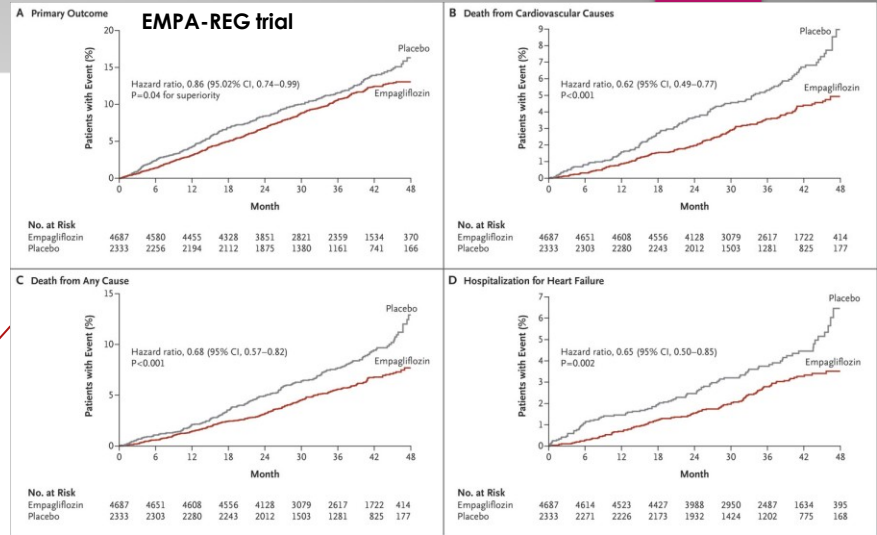 EMPA-REG trial
A Primary Outcome
20
15
10
5
0
Patients with Event (%)
Placebo
Hazard ratio, 0.86 (95.02% CI, 0.74–0.99)
P=0.04 for superiority
Empagliflozin
0 6 12 18 24 30 36 42 48
Month
No. at Risk
Empagliflozin 4687 4580 4455 4328 3851 2821 2359 1534 370
Placebo 2333 2256 2194 2112 1875 1380 1161 741 166
B Death from Cardiovascular Causes
9
8
7
6
5
4
3
2
1
0
Patients with Event (%)
Placebo
Hazard ratio, 0.62 (95% CI, 0.49–0.77)
P<0.001
Empagliflozin
0 6 12 18 24 30 36 42 48
Month
No. at Risk
Empagliflozin 4687 4651 4608 4556 4128 3079 2617 1722 414
Placebo 2333 2303 2280 2243 2012 1503 1281 825 177
C Death from Any Cause
15
10
5
0
Patients with Event (%)
Placebo
Hazard ratio, 0.68 (95% CI, 0.57–0.82)
P<0.001
Empagliflozin
0 6 12 18 24 30 36 42 48
Month
No. at Risk
Empagliflozin 4687 4651 4608 4556 4128 3079 2617 1722 414
Placebo 2333 2303 2280 2243 2012 1503 1281 825 177
D Hospitalization for Heart Failure
7
6
5
4
3
2
1
0
Patients with Event (%)
Placebo
Hazard ratio, 0.65 (95% CI, 0.50–0.85)
P=0.002
Empagliflozin
0 6 12 18 24 30 36 42 48
Month
No. at Risk
Empagliflozin 4687 4614 4523 4427 3988 2950 2487 1634 395
Placebo 2333 2271 2226 2173 1932 1424 1202 775 168